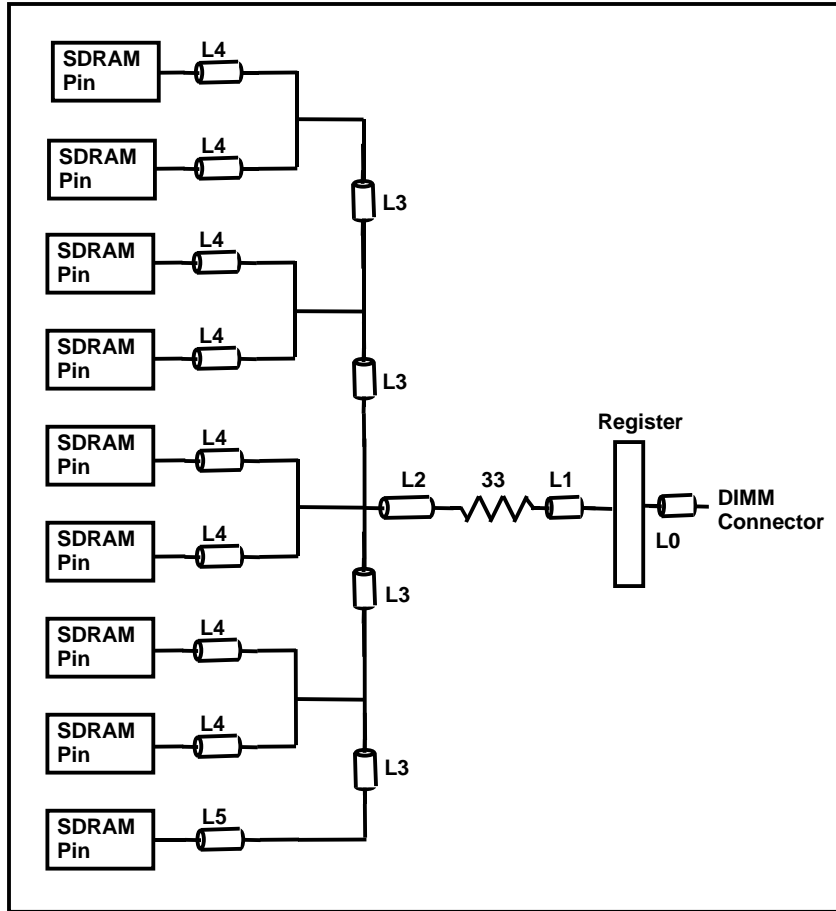 SDRAM
Pin
L4
SDRAM
Pin
L4
L3
SDRAM
Pin
L4
SDRAM
Pin
L4
L3
Register
SDRAM
Pin
L4
L2
33
L1
DIMM
Connector
L0
SDRAM
Pin
L4
L3
SDRAM
Pin
L4
SDRAM
Pin
L4
L3
SDRAM
Pin
L5